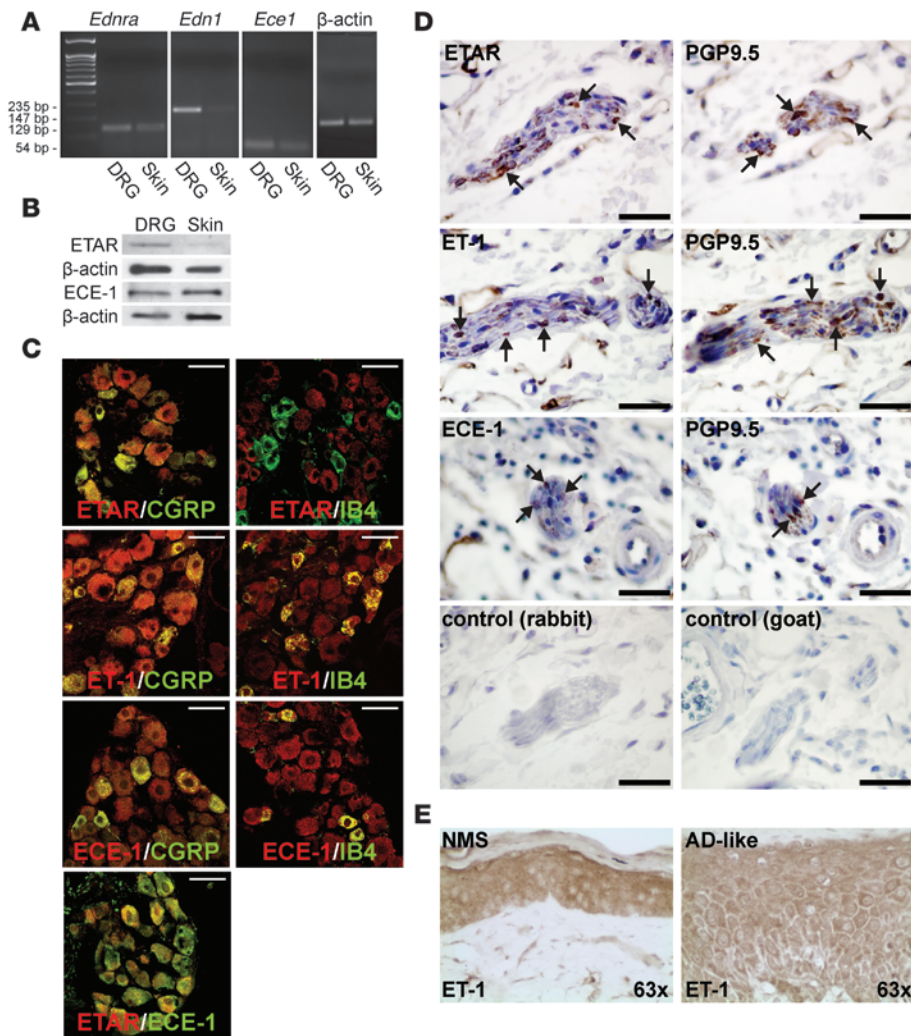 A
Ednra
Edn1
Ece1
β-actin
235 bp -
147 bp -
129 bp -
54 bp -
DRG
Skin
DRG
Skin
DRG
Skin
DRG
Skin
B
DRG Skin
ETAR
β-actin
ECE-1
β-actin
C
ETAR/CGRP
ETAR/IB4
ET-1/CGRP
ET-1/IB4
ECE-1/CGRP
ECE-1/IB4
ETAR/ECE-1
D
ETAR
PGP9.5
ET-1
PGP9.5
ECE-1
PGP9.5
control (rabbit)
control (goat)
E
NMS
ET-1 63x
AD-like
ET-1 63x